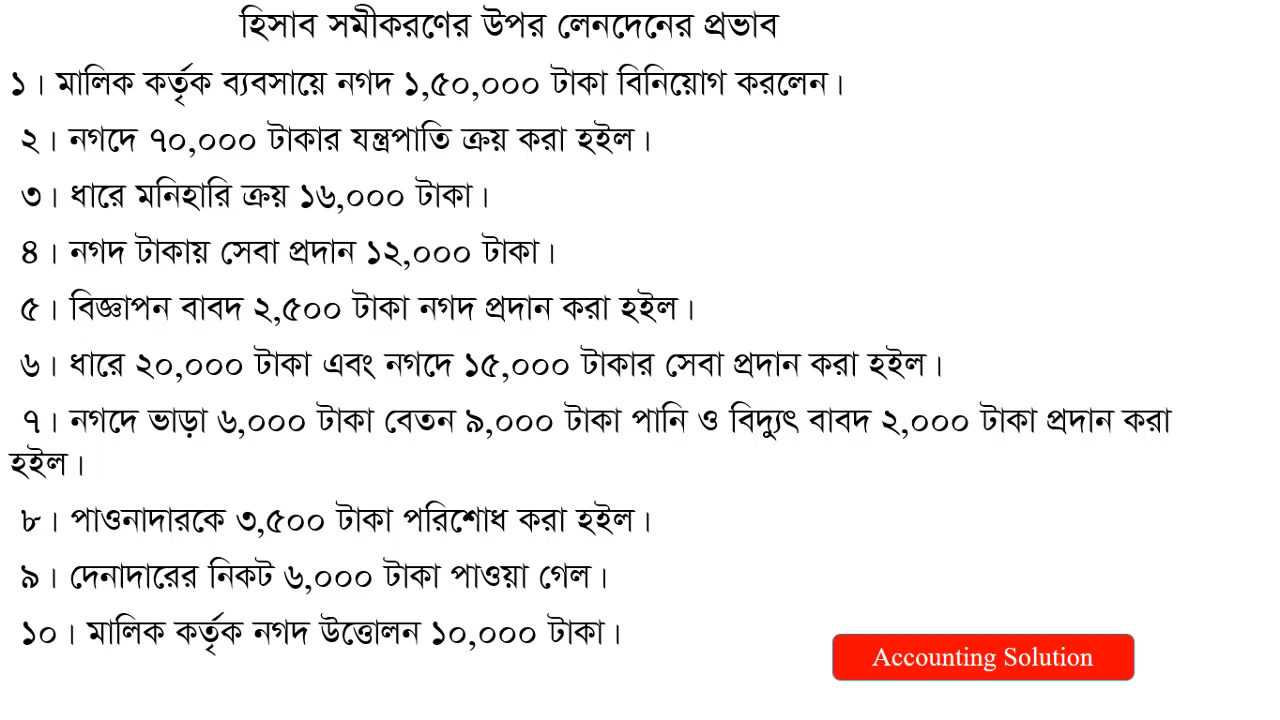 হিসাব সমীকরণের উপর লেনদেনের প্রভাব
১। মালিক কর্তৃক ব্যবসায়ে নগদ ১,৫০,০০০ টাকা বিনিয়োগ করলেন।
২। নগদে ৭০,০০০ টাকার যন্ত্রপাতি ক্রয় করা হইল।
৩। ধারে মনিহারি ক্রয় ১৬,০০০ টাকা।
৪। নগদ টাকায় সেবা প্রদান ১২,০০০ টাকা।
৫। বিজ্ঞাপন বাবদ ২,৫০০ টাকা নগদ প্রদান করা হইল।
৬। ধারে ২০,০০০ টাকা এবং নগদে ১৫,০০০ টাকার সেবা প্রদান করা হইল।
৭। নগদে ভাড়া ৬,০০০ টাকা বেতন ৯,০০০ টাকা পানি ও বিদ্যুৎ বাবদ ২,০০০ টাকা প্রদান করা
হইল।
৮। পাওনাদারকে ৩,৫০০ টাকা পরিশোধ করা হইল।
৯। দেনাদারের নিকট ৬,০০০ টাকা পাওয়া গেল।
১০। মালিক কর্তৃক নগদ উত্তোলন ১০,০০০ টাকা।
Accounting Solution